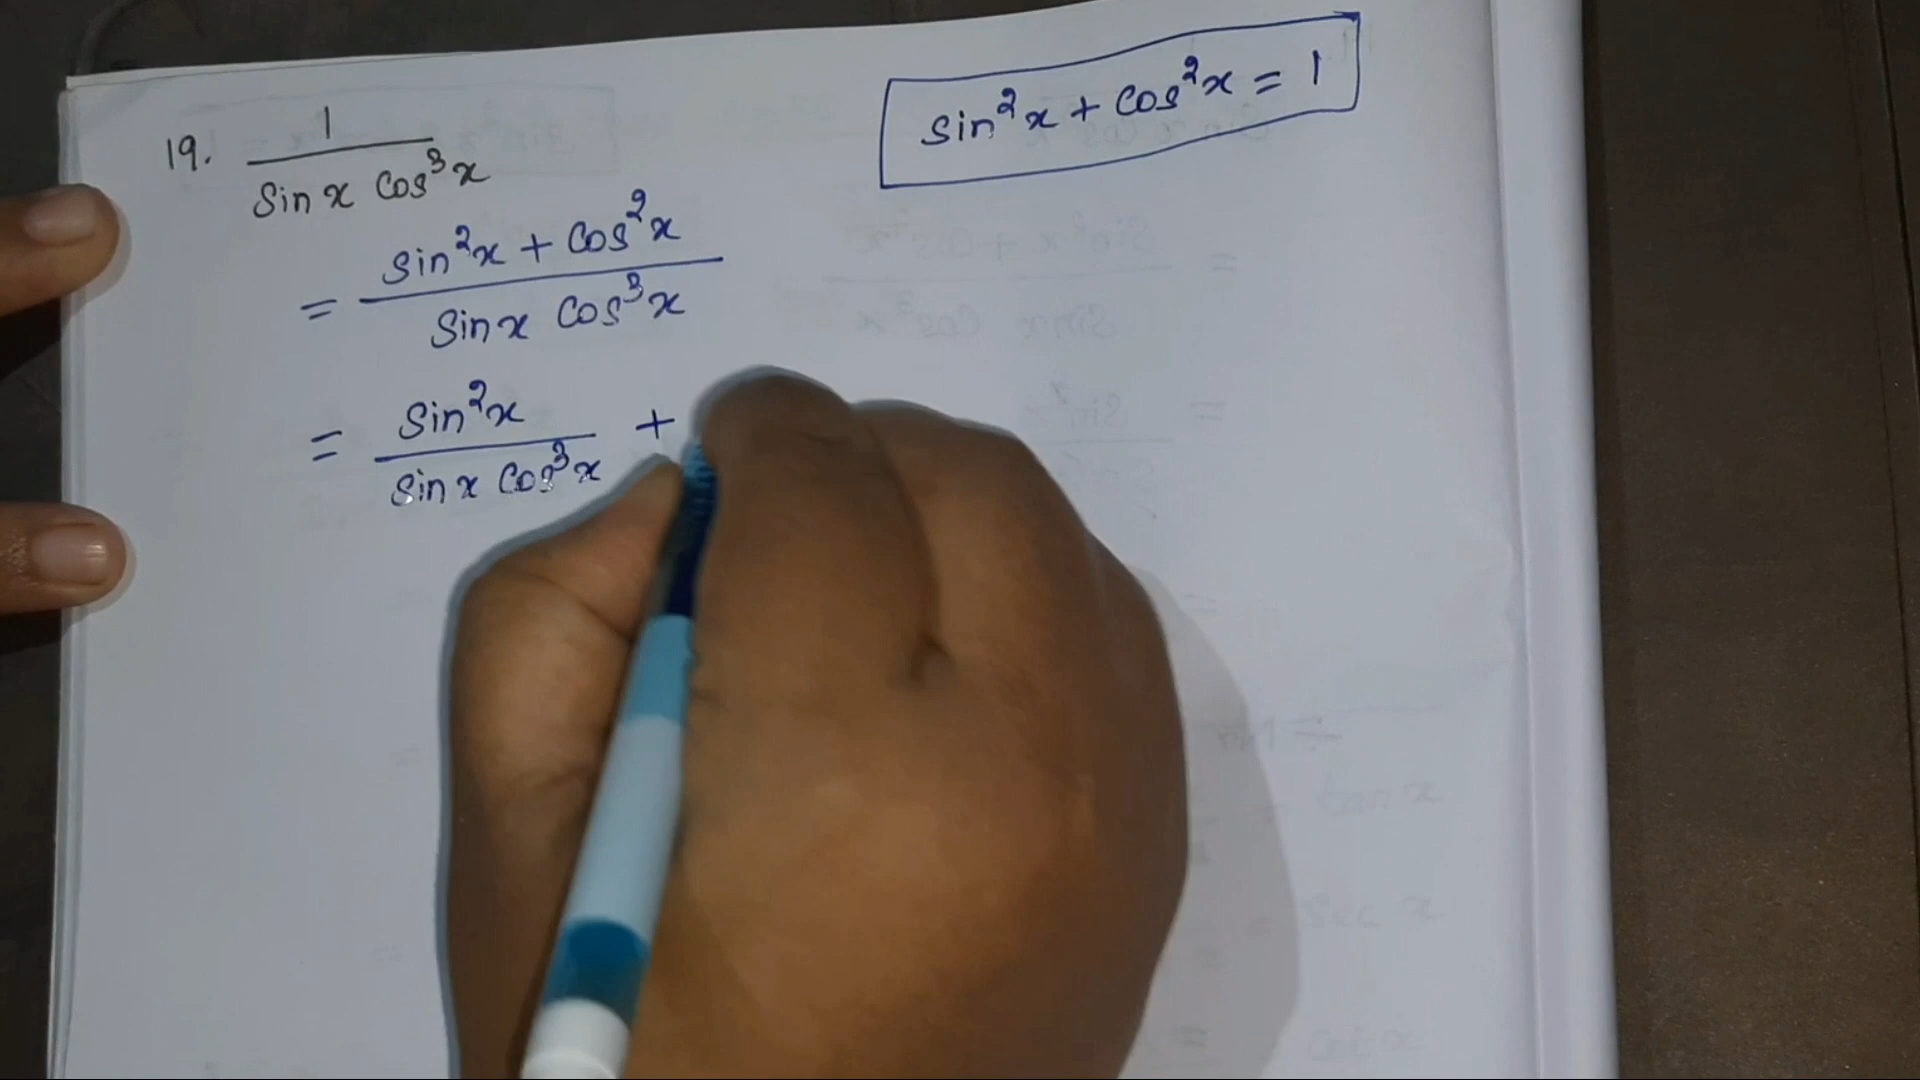 sin²x + cos²x = 1
19. 1 / Sin x Cos³x
= sin²x + Cos²x / Sin x Cos³x
= Sin²x / Sin x Cos³x +